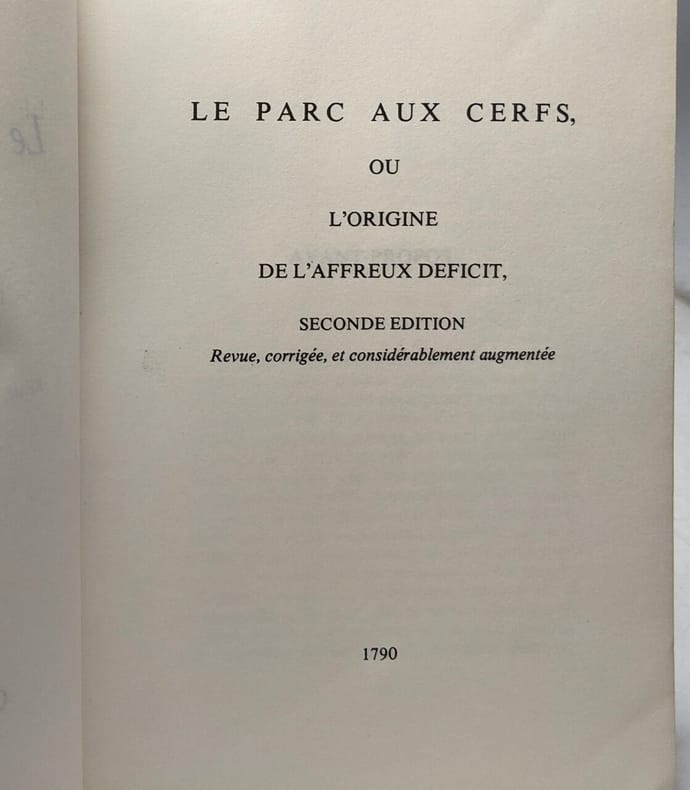 LE PARC AUX CERFS,
OU
L'ORIGINE
DE L'AFFREUX DEFICIT,
SECONDE EDITION
Revue, corrigée, et considérablement augmentée
1790